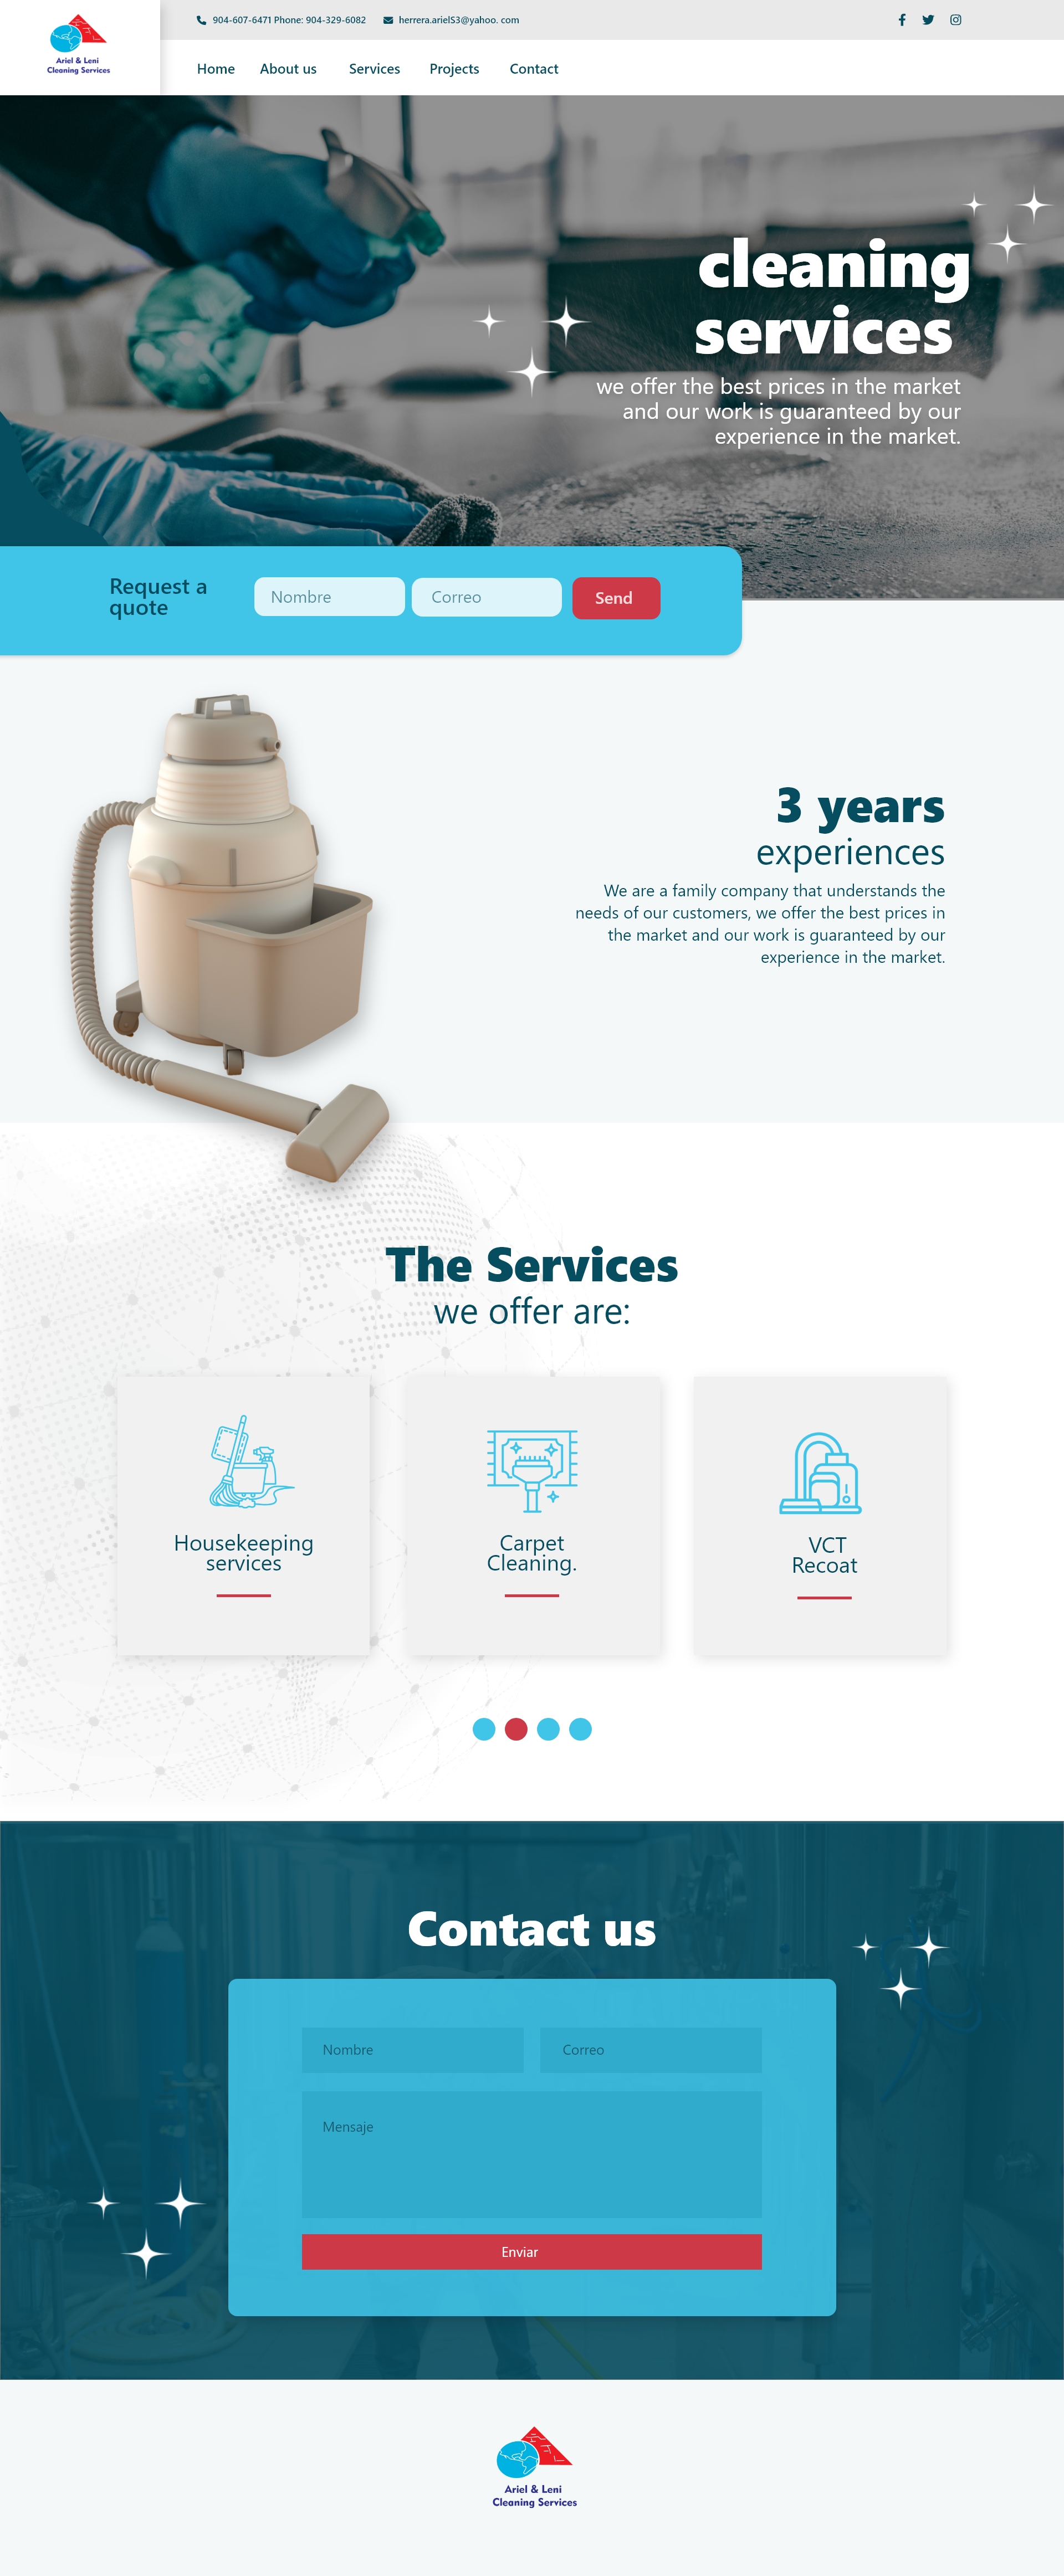 Ariel & Leni
Cleaning Services
904-607-6471 Phone: 904-329-6082
herrera.arielS3@yahoo. com
Home About us Services Projects Contact
cleaning
services
we offer the best prices in the market
and our work is guaranteed by our
experience in the market.
Request a
quote
Nombre
Correo
Send
3 years
experiences
We are a family company that understands the
needs of our customers, we offer the best prices in
the market and our work is guaranteed by our
experience in the market.
The Services
we offer are:
Housekeeping
services
Carpet
Cleaning.
VCT
Recoat
Contact us
Nombre
Correo
Mensaje
Enviar
Ariel & Leni
Cleaning Services